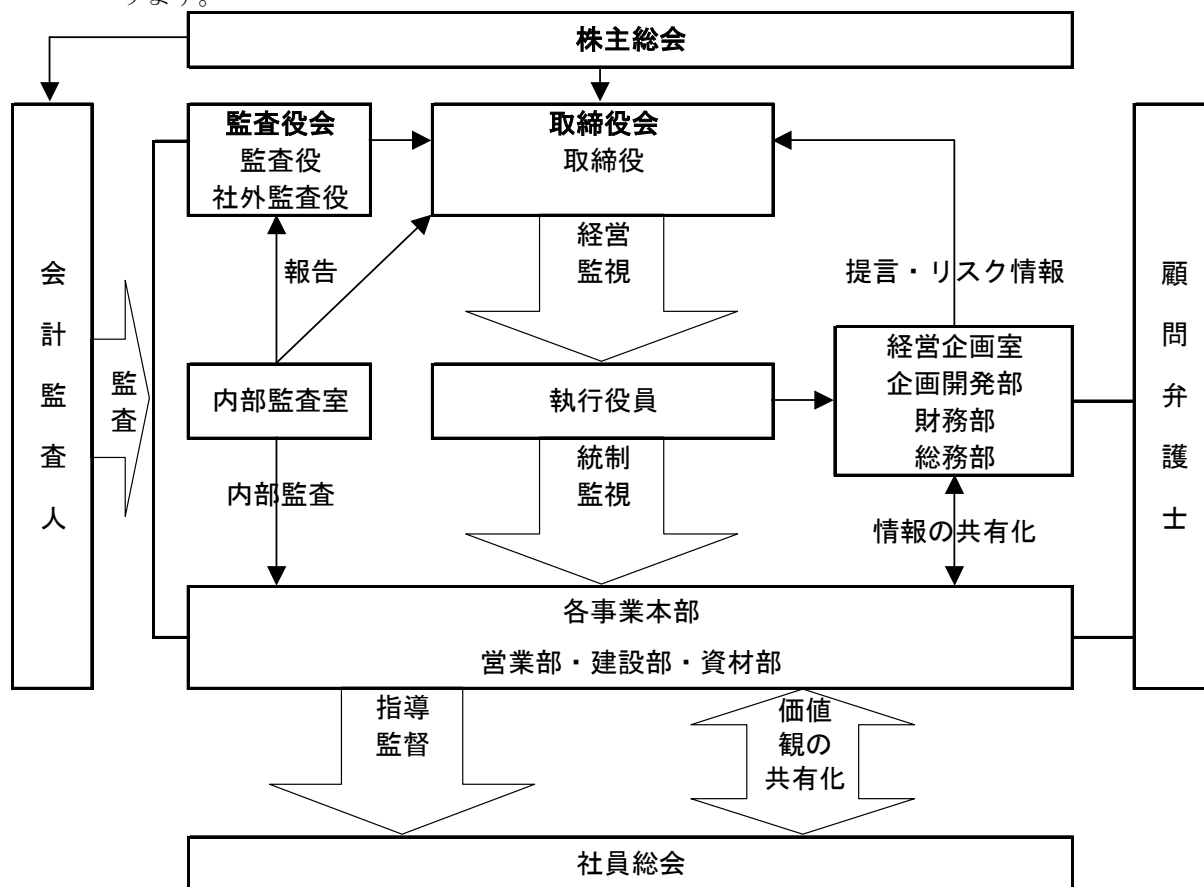 ります。
株主総会
監査役会
監査役
社外監査役
取締役会
取締役
経営
監視
報告
提言・リスク情報
会計監査人
監査
内部監査室
執行役員
経営企画室
企画開発部
財務部
総務部
顧問弁護士
内部監査
統制
監視
情報の共有化
各事業本部
営業部・建設部・資材部
指導
監督
価値
観の
共有化
社員総会